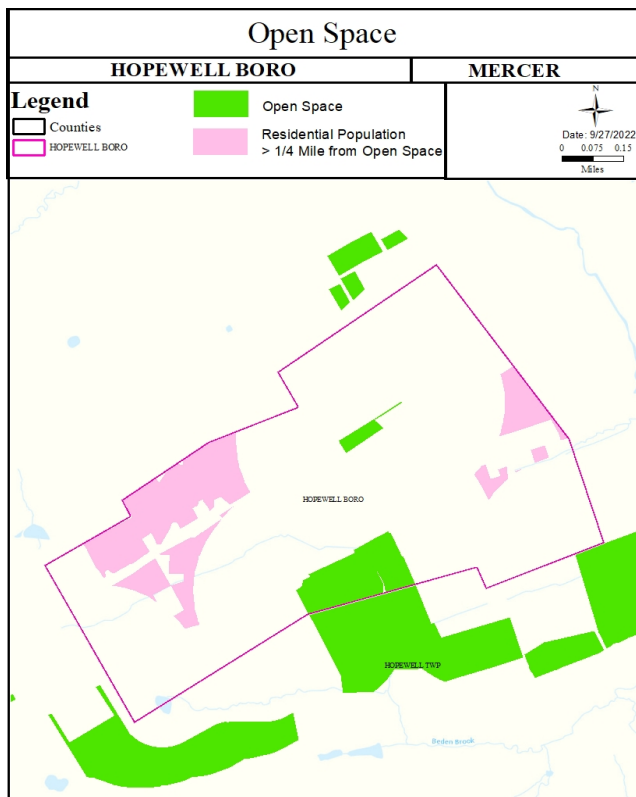 Open Space
HOPEWELL BORO
MERCER
Legend
Counties
HOPEWELL BORO
Open Space
Residential Population
> 1/4 Mile from Open Space
N
Date: 9/27/2022
0 0.075 0.15
Miles
HOPEWELL BORO
HOPEWELL TWP
Beden Brook